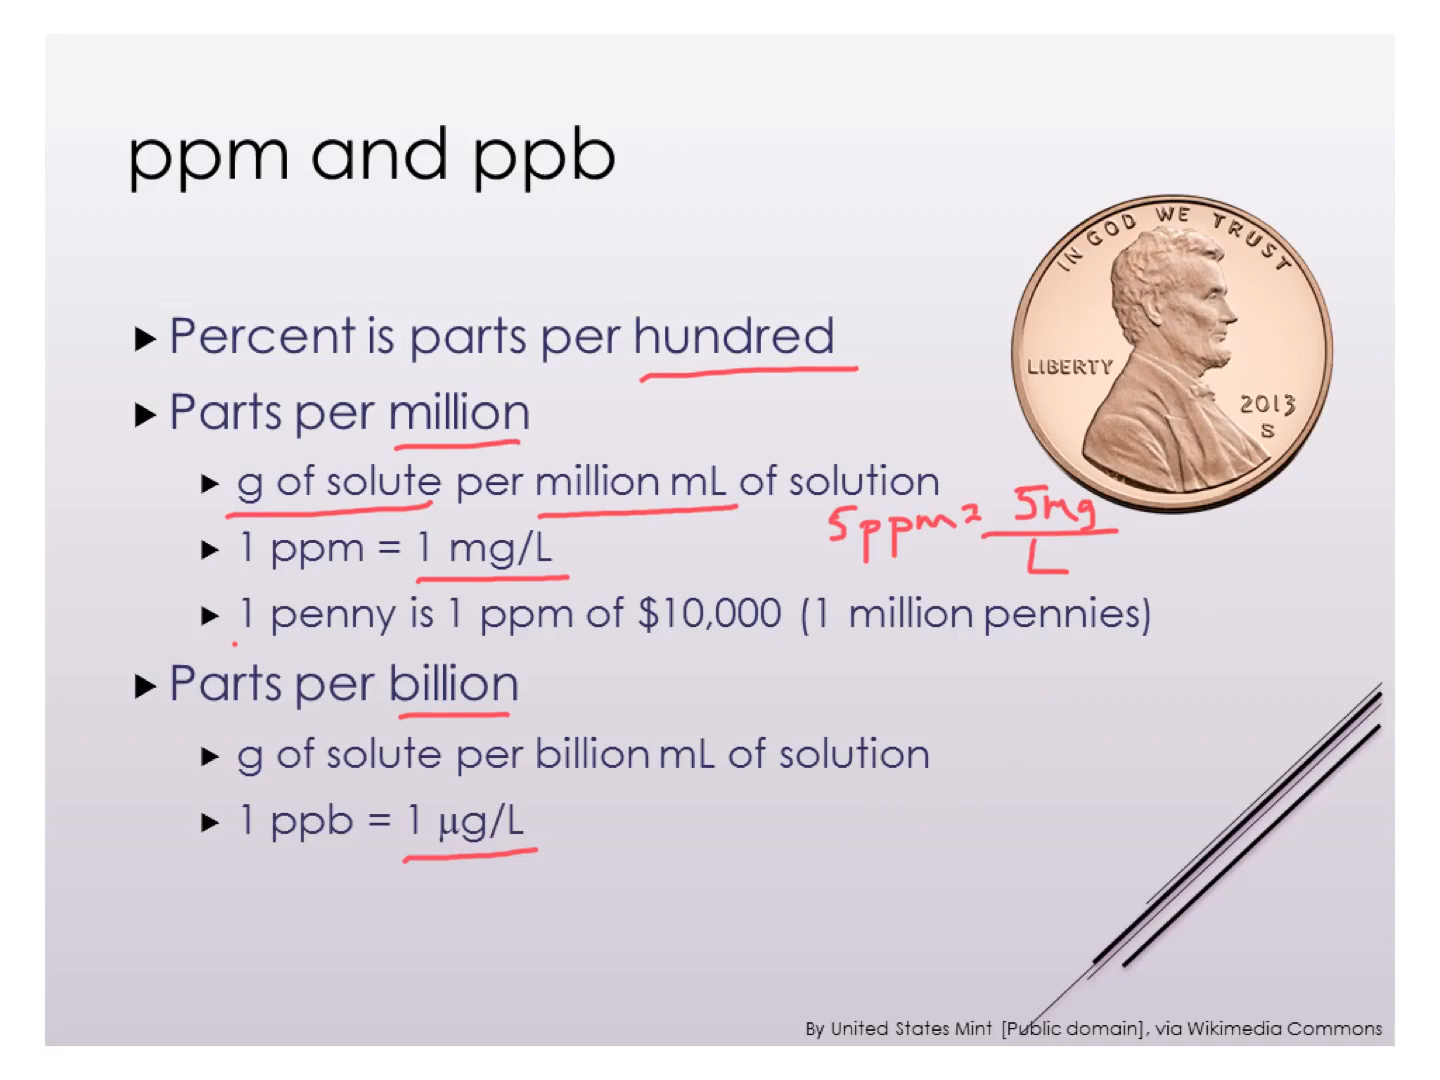 ppm and ppb
IN GOD WE TRUST
LIBERTY
2013
S
Percent is parts per hundred
Parts per million
g of solute per million mL of solution
5ppm = 5mg
L
1 ppm = 1 mg/L
1 penny is 1 ppm of $10,000 (1 million pennies)
Parts per billion
g of solute per billion mL of solution
1 ppb = 1 μg/L
By United States Mint [Public domain], via Wikimedia Commons